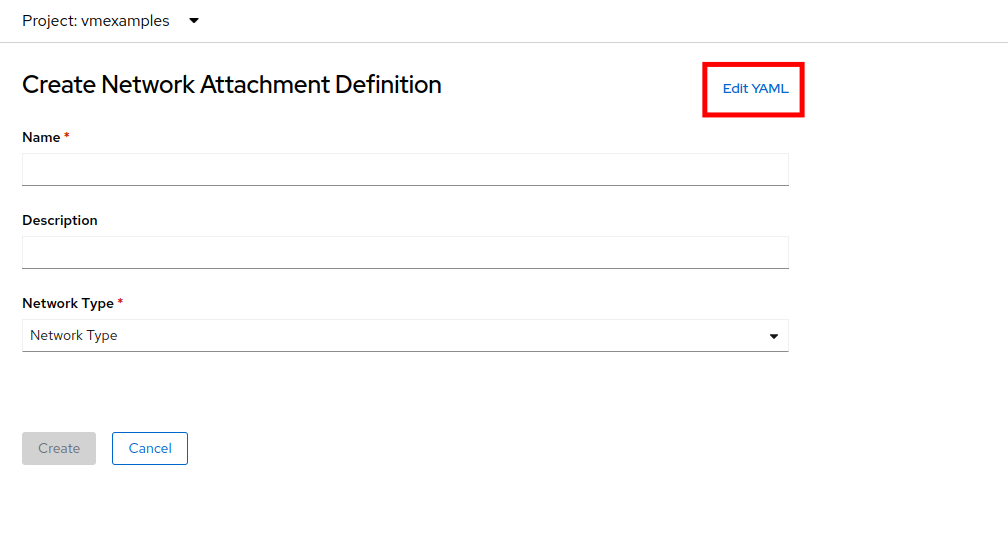 Project: vmexamples
Create Network Attachment Definition
Edit YAML
Name *
Description
Network Type *
Network Type
Create
Cancel